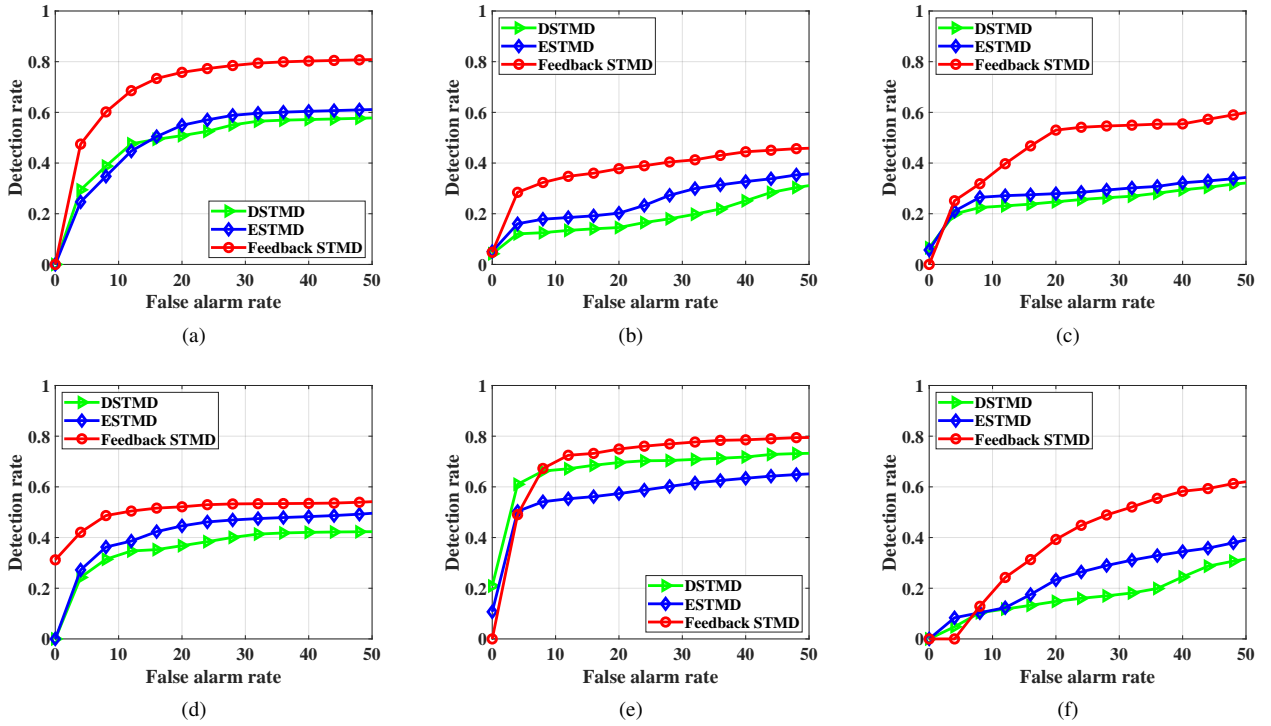 1
0.8
0.6
0.4
0.2
0
Detection rate
DSTMD
ESTMD
Feedback STMD
0 10 20 30 40 50
False alarm rate
(a)
1
0.8
0.6
0.4
0.2
0
Detection rate
DSTMD
ESTMD
Feedback STMD
0 10 20 30 40 50
False alarm rate
(b)
1
0.8
0.6
0.4
0.2
0
Detection rate
DSTMD
ESTMD
Feedback STMD
0 10 20 30 40 50
False alarm rate
(c)
1
0.8
0.6
0.4
0.2
0
Detection rate
DSTMD
ESTMD
Feedback STMD
0 10 20 30 40 50
False alarm rate
(d)
1
0.8
0.6
0.4
0.2
0
Detection rate
DSTMD
ESTMD
Feedback STMD
0 10 20 30 40 50
False alarm rate
(e)
1
0.8
0.6
0.4
0.2
0
Detection rate
DSTMD
ESTMD
Feedback STMD
0 10 20 30 40 50
False alarm rate
(f)